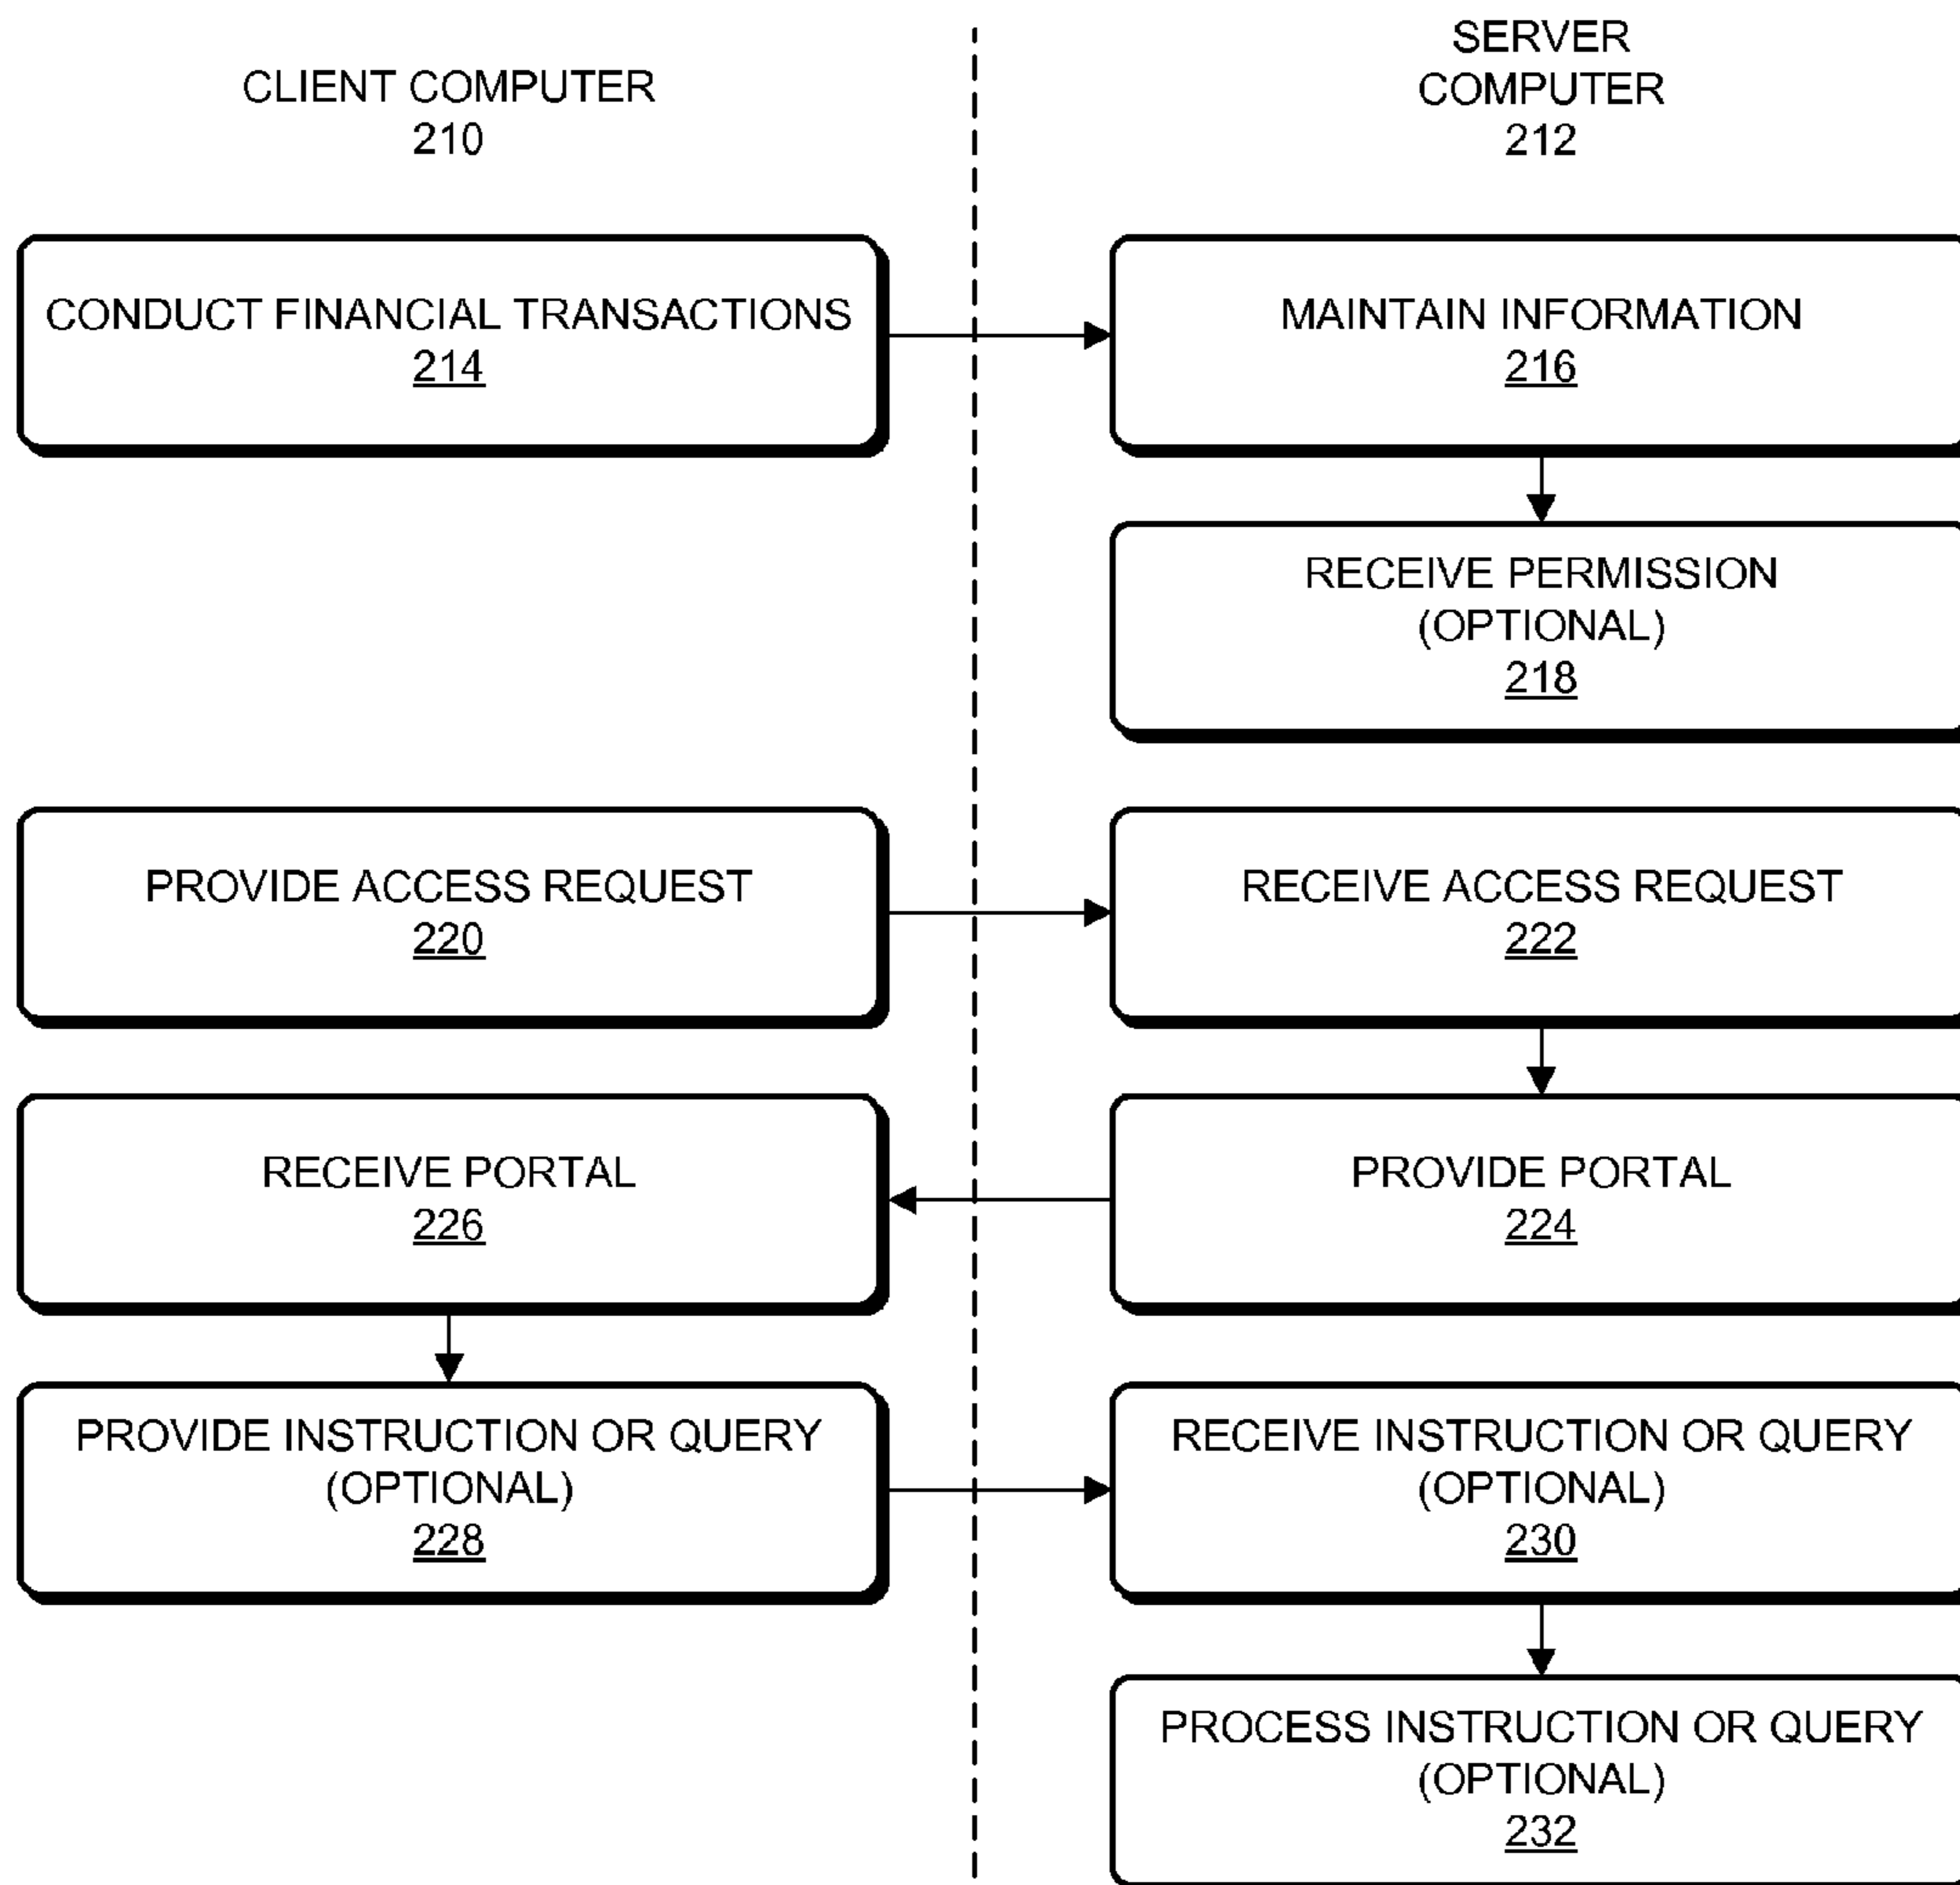 CLIENT COMPUTER
210
SERVER
COMPUTER
212
CONDUCT FINANCIAL TRANSACTIONS
214
MAINTAIN INFORMATION
216
RECEIVE PERMISSION
(OPTIONAL)
218
PROVIDE ACCESS REQUEST
220
RECEIVE ACCESS REQUEST
222
RECEIVE PORTAL
226
PROVIDE PORTAL
224
PROVIDE INSTRUCTION OR QUERY
(OPTIONAL)
228
RECEIVE INSTRUCTION OR QUERY
(OPTIONAL)
230
PROCESS INSTRUCTION OR QUERY
(OPTIONAL)
232